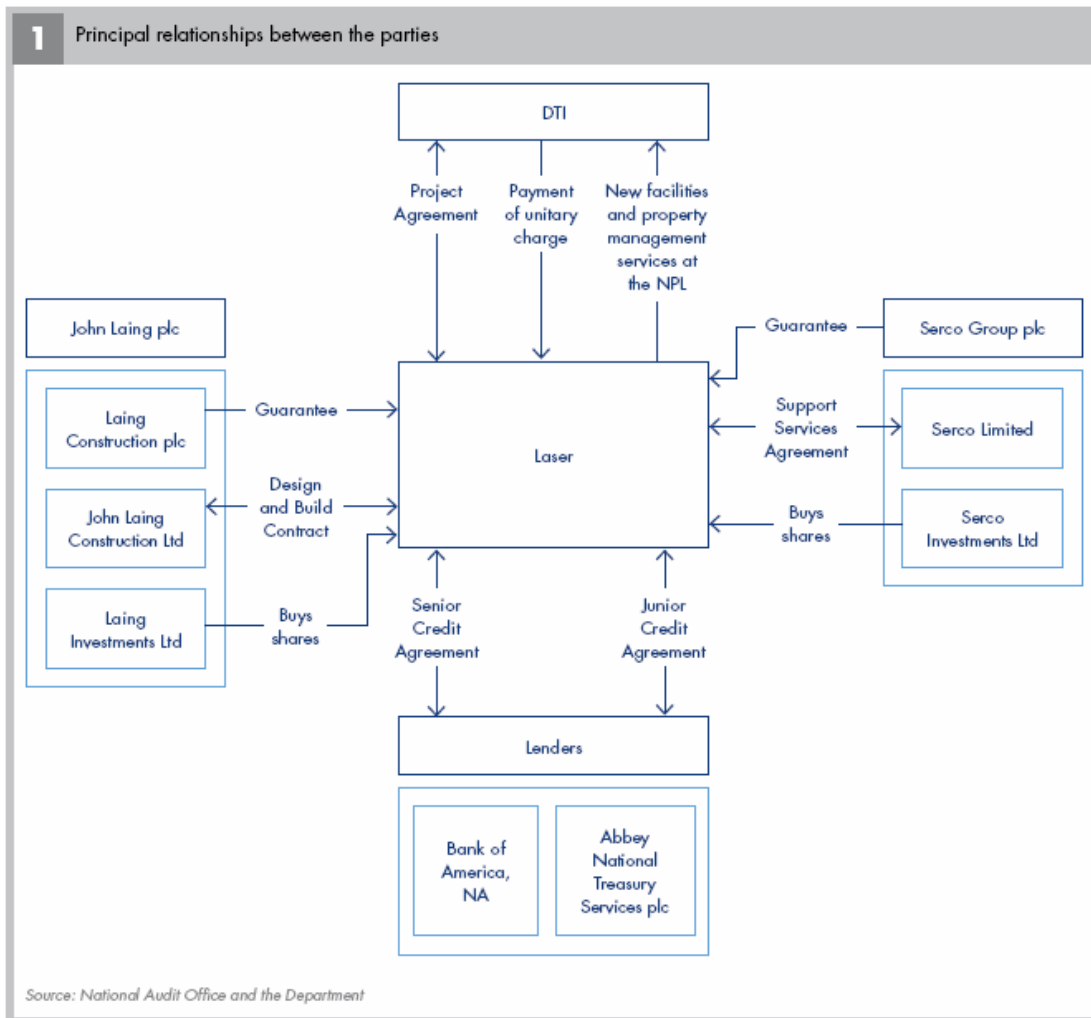 1
Principal relationships between the parties
DTI
Project
Agreement
Payment
of unitary
charge
New facilities
and property
management
services at
the NPL
John Laing plc
Laing
Construction plc
John Laing
Construction Ltd
Laing
Investments Ltd
Guarantee
Design
and Build
Contract
Buys
shares
Laser
Guarantee
Support
Services
Agreement
Buys
shares
Serco Group plc
Serco Limited
Serco
Investments Ltd
Senior
Credit
Agreement
Junior
Credit
Agreement
Lenders
Bank of
America,
NA
Abbey
National
Treasury
Services plc
Source: National Audit Office and the Department